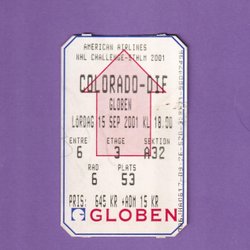 AMERICAN AIRLINES
NHL CHALLENGE-STHLM 2001
COLORADO-DIF
GLOBEN
LÖRDAG 15 SEP 2001 KL 18.00
ENTRE ETAGE SEKTION
6 3 A32
RAD PLATS
6 53
PRIS: 645 KR +ADM 15 KR
GLOBEN